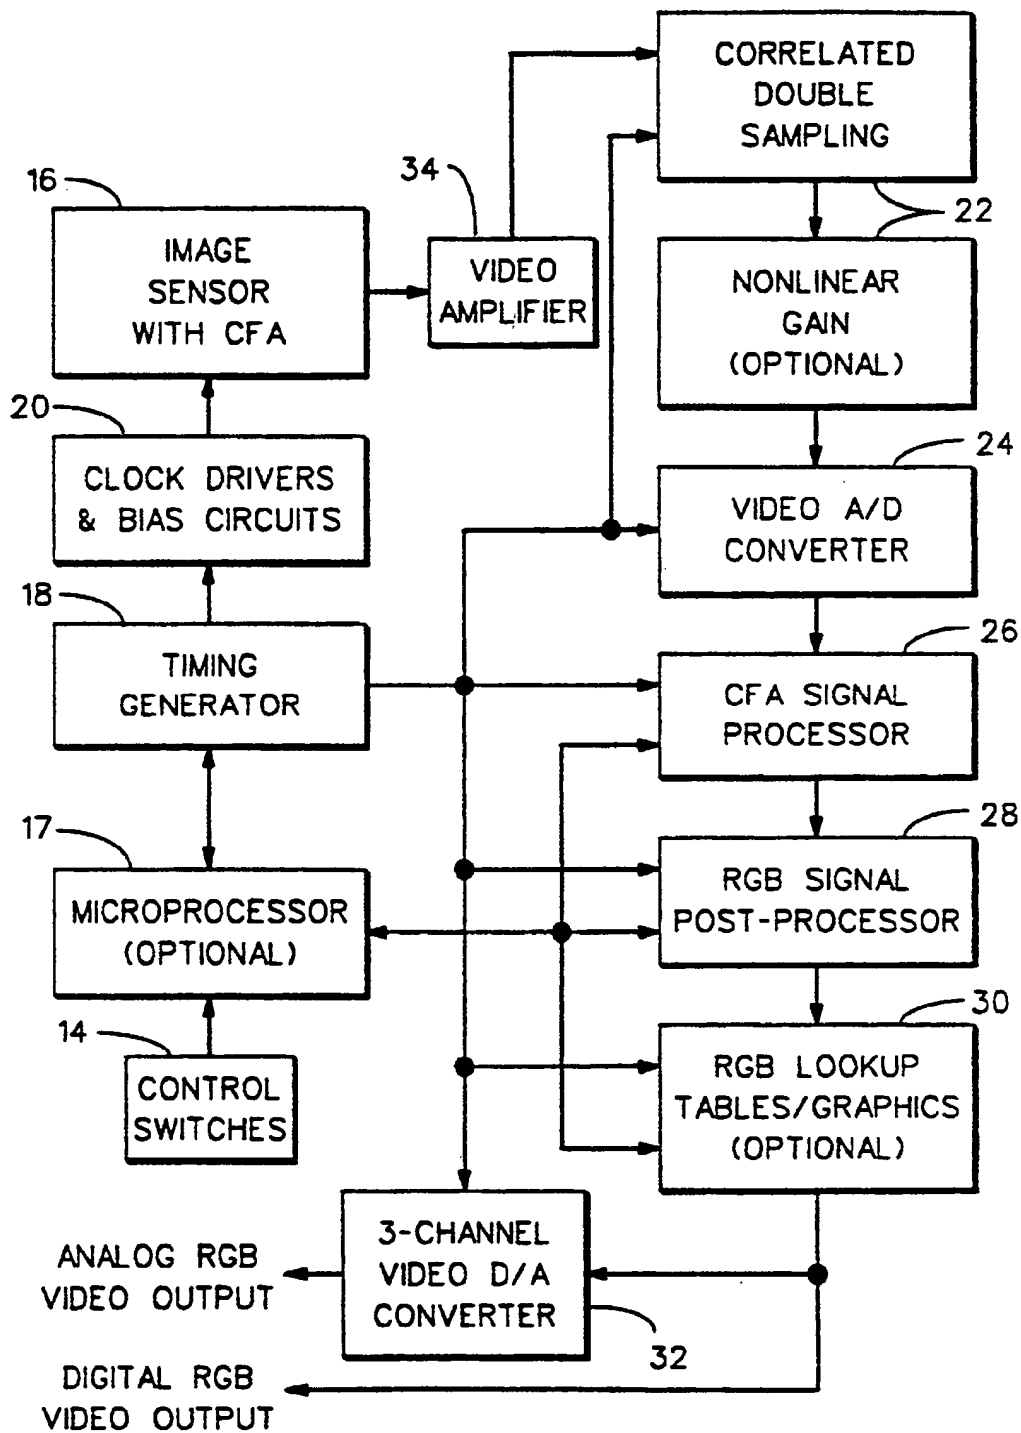 CORRELATED
DOUBLE
SAMPLING
22
16
IMAGE
SENSOR
WITH CFA
34
VIDEO
AMPLIFIER
NONLINEAR
GAIN
(OPTIONAL)
20
CLOCK DRIVERS
& BIAS CIRCUITS
24
VIDEO A/D
CONVERTER
18
TIMING
GENERATOR
26
CFA SIGNAL
PROCESSOR
17
MICROPROCESSOR
(OPTIONAL)
28
RGB SIGNAL
POST-PROCESSOR
14
CONTROL
SWITCHES
30
RGB LOOKUP
TABLES/GRAPHICS
(OPTIONAL)
3-CHANNEL
VIDEO D/A
CONVERTER
32
ANALOG RGB
VIDEO OUTPUT
DIGITAL RGB
VIDEO OUTPUT